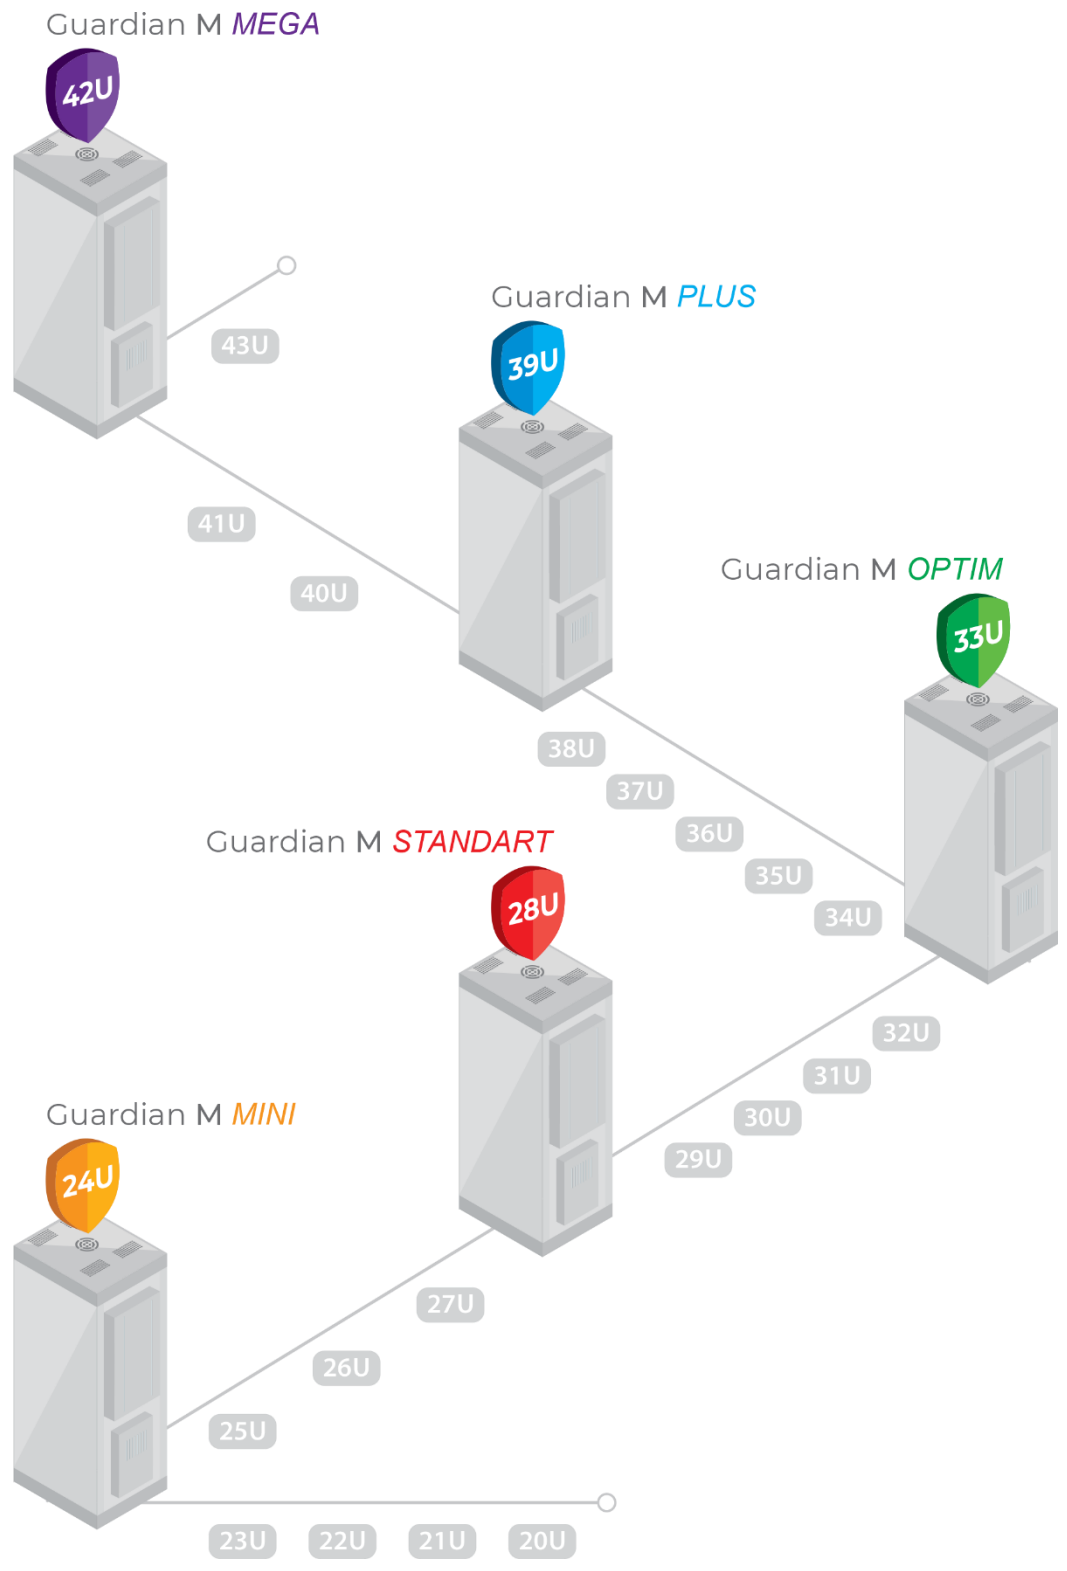 Guardian M MEGA
42U
43U
Guardian M PLUS
39U
41U
40U
Guardian M OPTIM
33U
38U
37U
36U
35U
34U
Guardian M STANDART
28U
32U
31U
30U
29U
Guardian M MINI
24U
27U
26U
25U
23U 22U 21U 20U